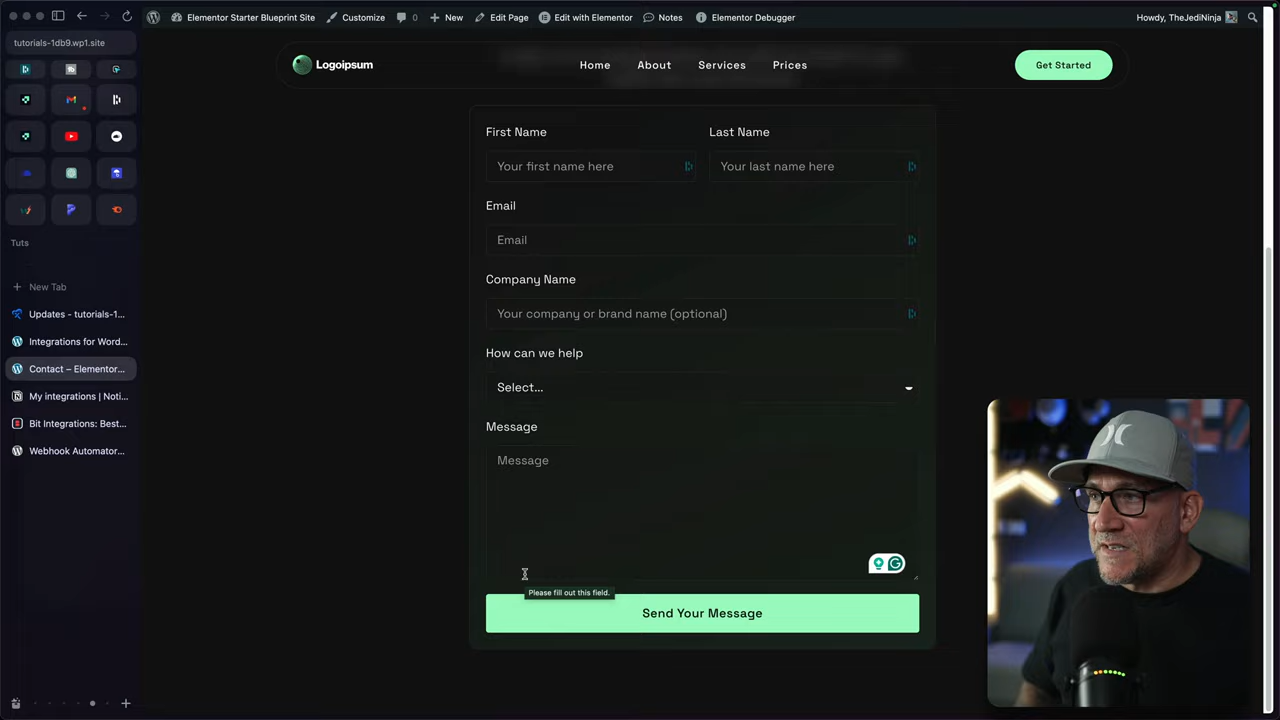 Elementor Starter Blueprint Site
Customize
0
New
Edit Page
Edit with Elementor
Notes
Elementor Debugger
Howdy, TheJediNinja
tutorials-1db9.wp1.site
Tuts
New Tab
Updates - tutorials-1...
Integrations for Word...
Contact – Elementor...
My integrations | Noti...
Bit Integrations: Best...
Webhook Automator...
Logoipsum
Home
About
Services
Prices
Get Started
First Name
Last Name
Your first name here
Your last name here
Email
Email
Company Name
Your company or brand name (optional)
How can we help
Select...
Message
Message
Please fill out this field.
Send Your Message